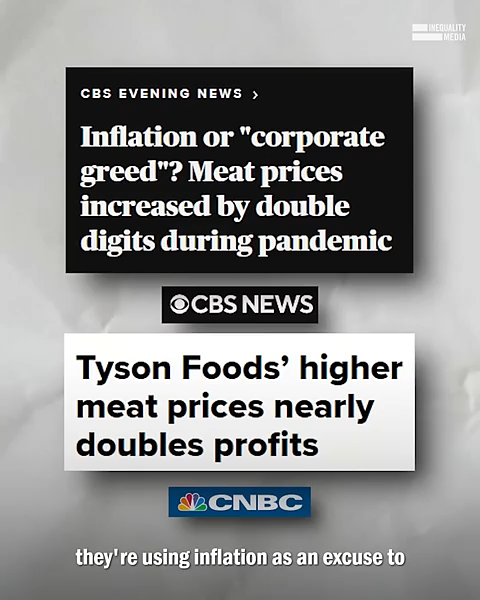 INEQUALITY
MEDIA
CBS EVENING NEWS ›
Inflation or "corporate
greed"? Meat prices
increased by double
digits during pandemic
CBS NEWS
Tyson Foods’ higher
meat prices nearly
doubles profits
CNBC
they're using inflation as an excuse to